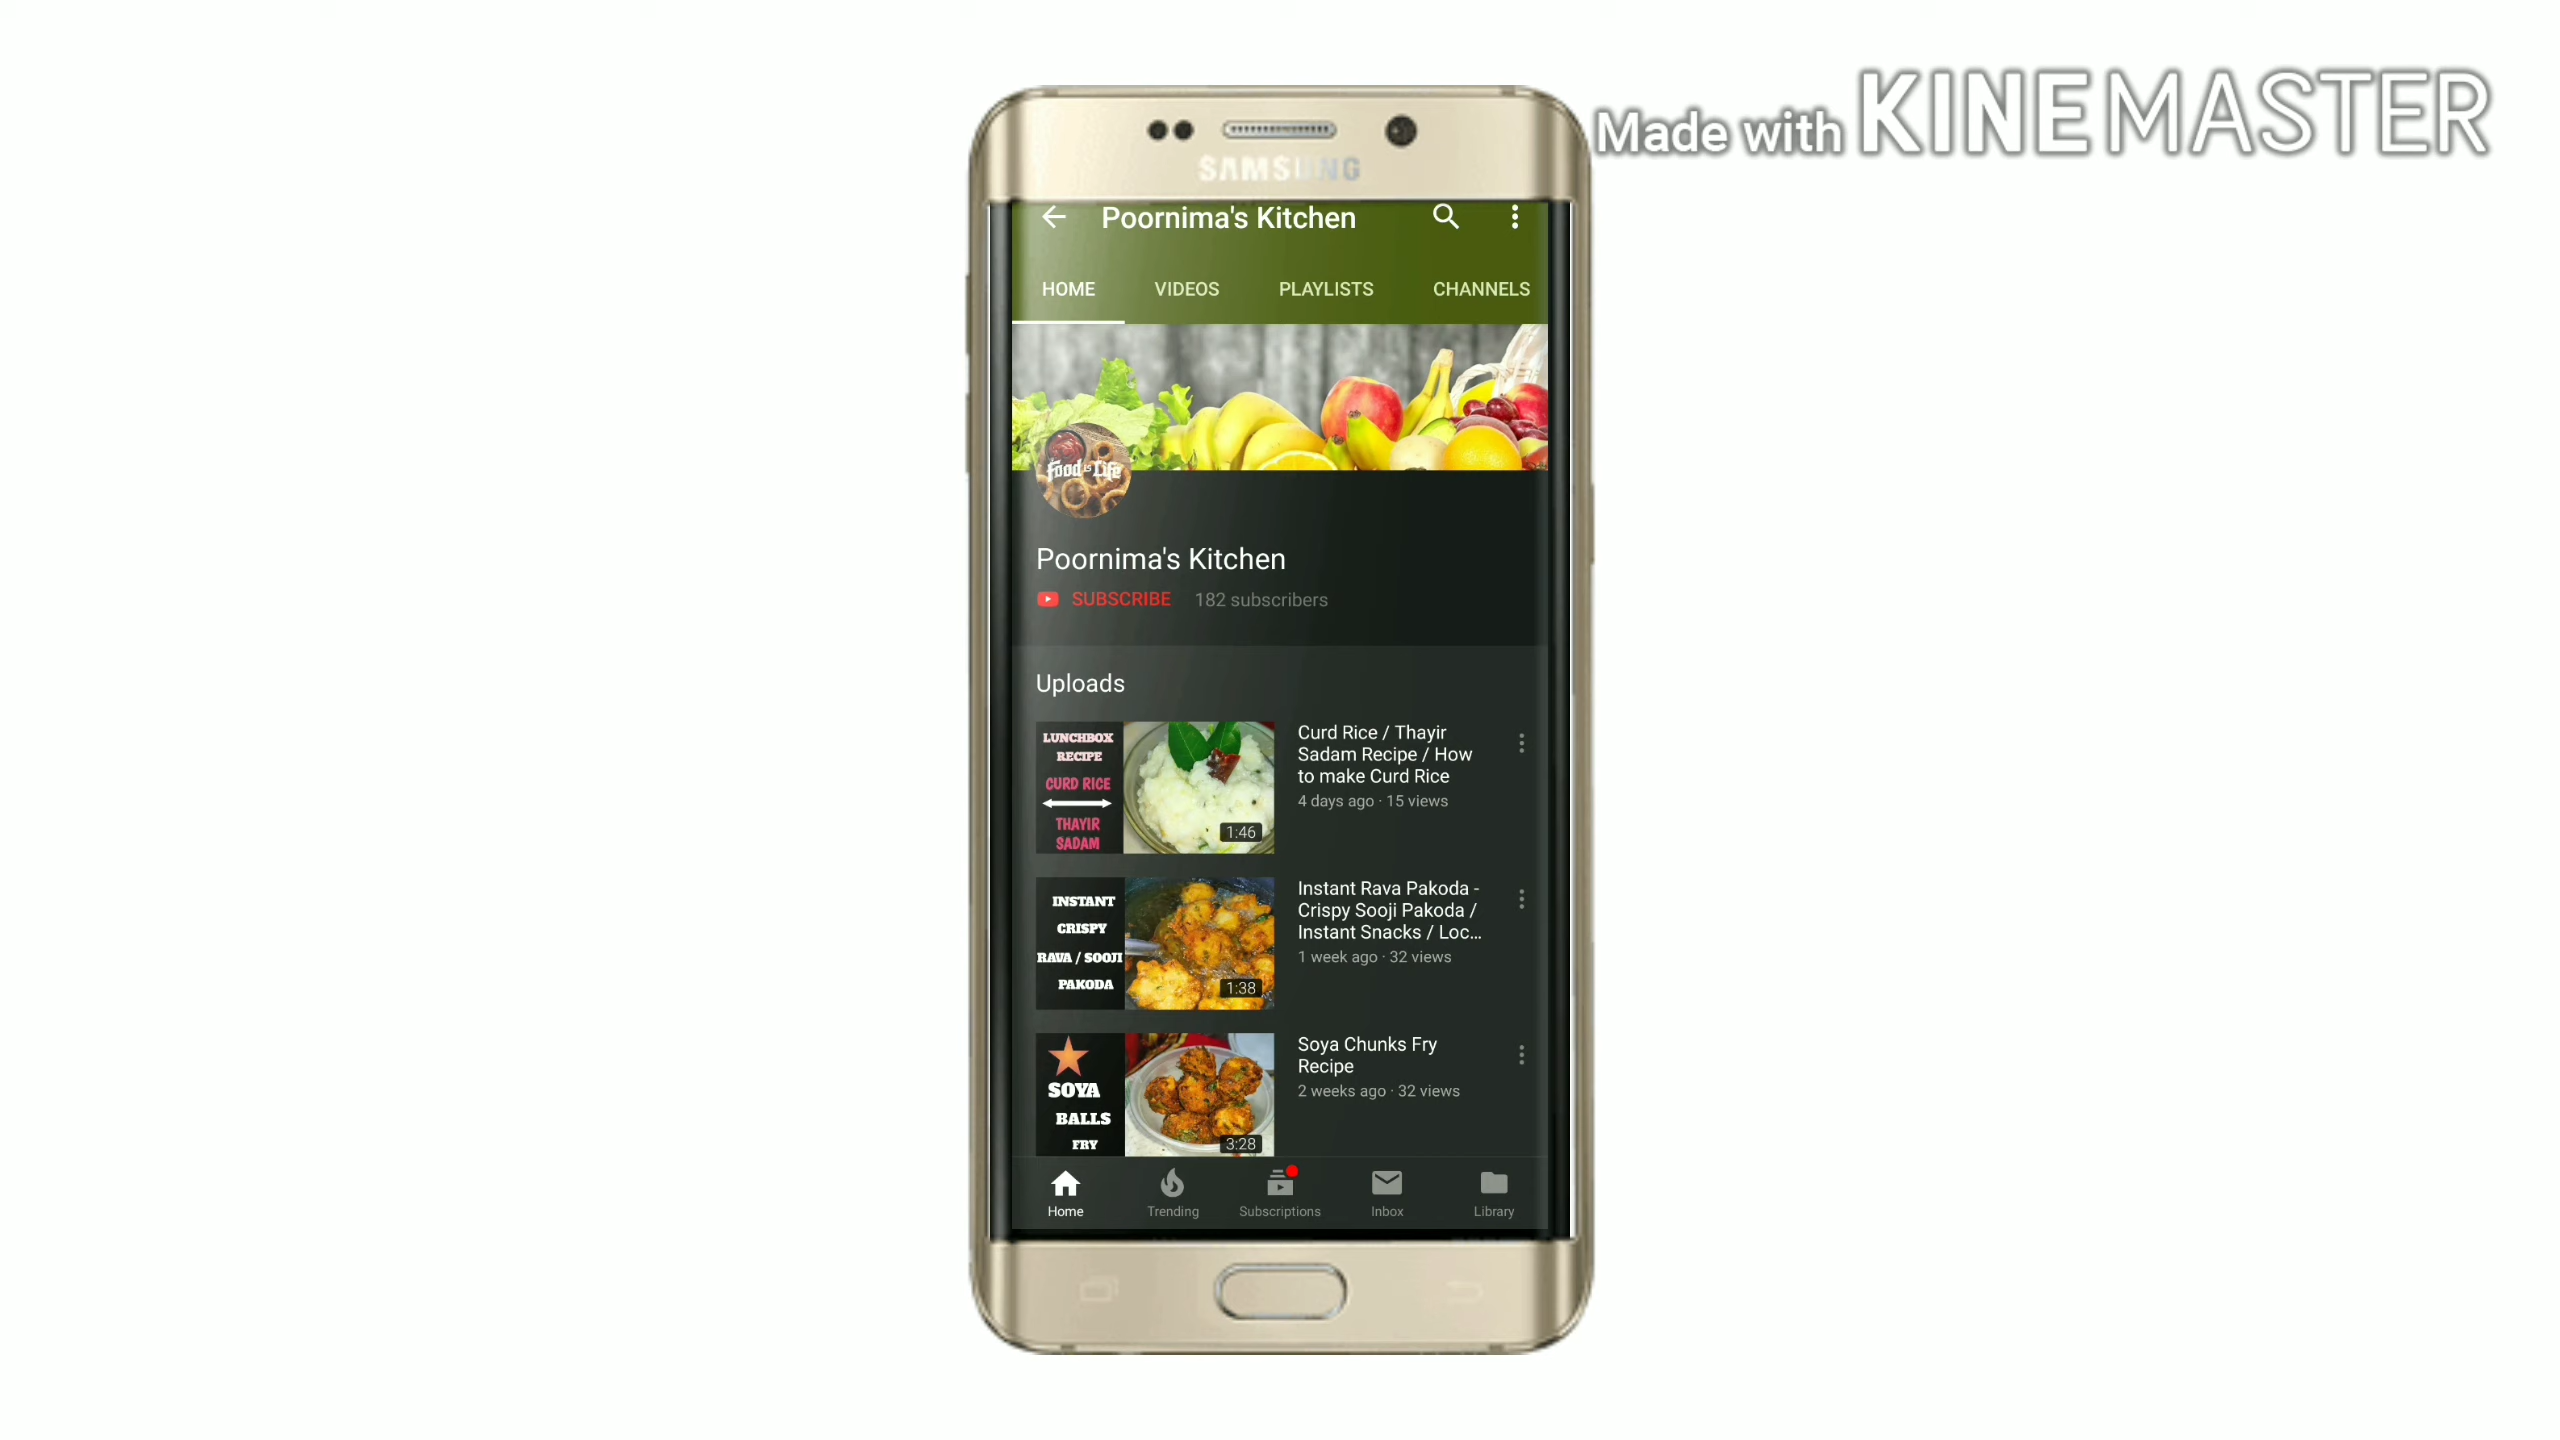 Made with KINEMASTER
SAMSUNG
Poornima's Kitchen
HOME VIDEOS PLAYLISTS CHANNELS
Food is Life
Poornima's Kitchen
SUBSCRIBE 182 subscribers
Uploads
LUNCHBOX
RECIPE
CURD RICE
THAYIR
SADAM
1:46
Curd Rice / Thayir
Sadam Recipe / How
to make Curd Rice
4 days ago · 15 views
INSTANT
CRISPY
RAVA / SOOJI
PAKODA
1:38
Instant Rava Pakoda -
Crispy Sooji Pakoda /
Instant Snacks / Loc...
1 week ago · 32 views
SOYA
BALLS
FRY
3:28
Soya Chunks Fry
Recipe
2 weeks ago · 32 views
Home Trending Subscriptions Inbox Library